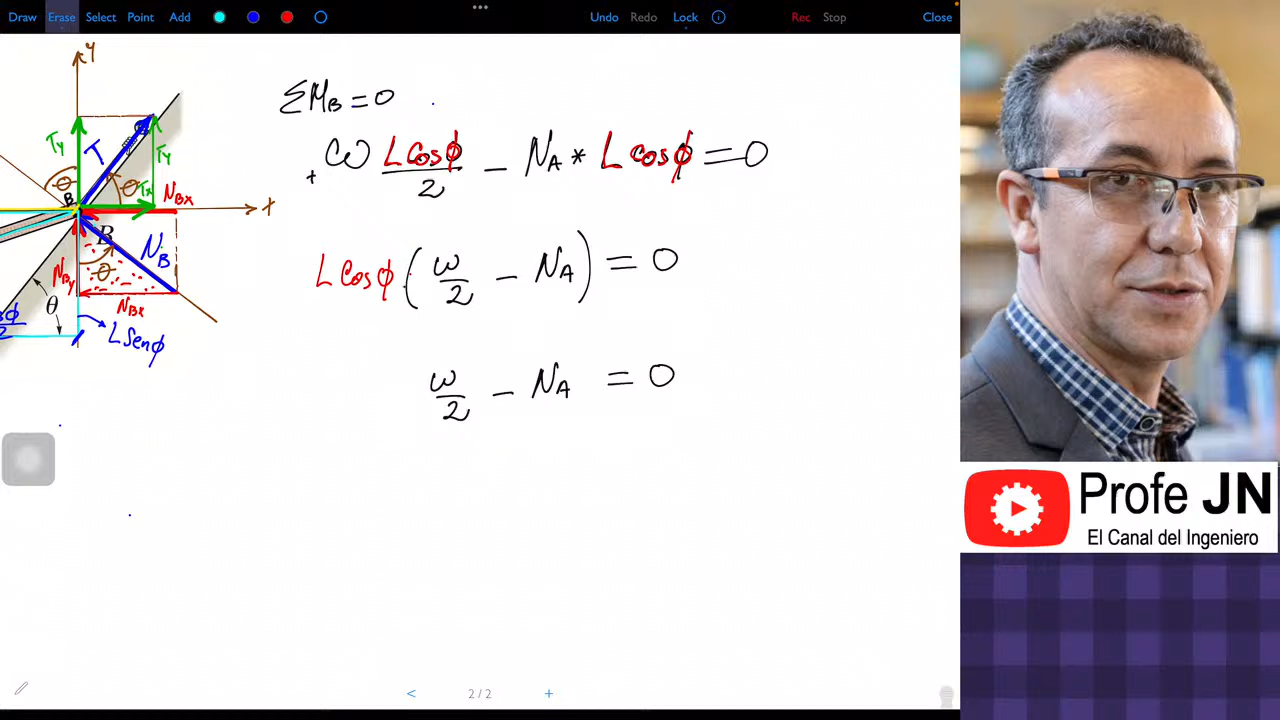 Draw Erase Select Point Add Undo Redo Lock Rec Stop Close
ΣM_B = 0
+ ω Lcosφ/2 - N_A * Lcosφ = 0
Lcosφ (ω/2 - N_A) = 0
ω/2 - N_A = 0
Y
T_y
T
T_y
θ
θ
T_x
N_Bx
x
B
B
N_B
θ
N_By
N_Bx
θ
LSenφ
2 / 2
Profe JN
El Canal del Ingeniero